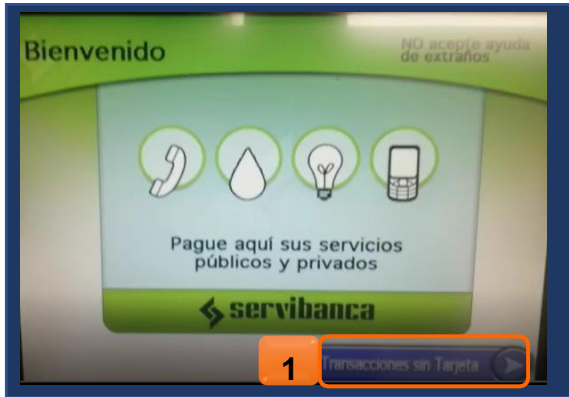 Bienvenido
NO acepte ayuda
de extraños
Pague aquí sus servicios
públicos y privados
servibanca
1
Transacciones sin Tarjeta